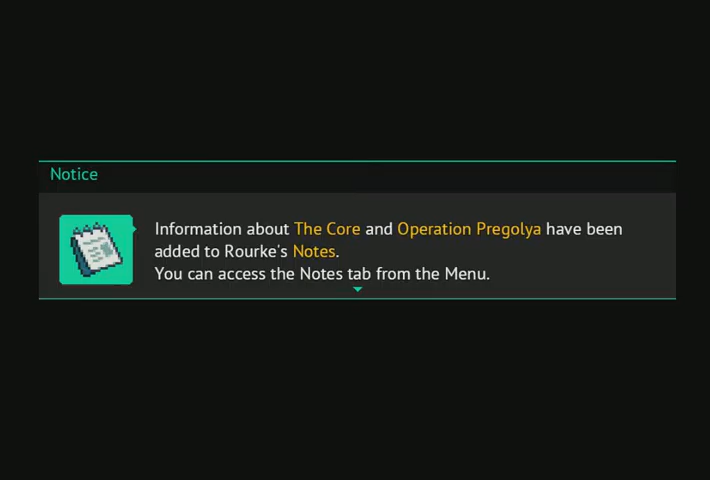 Notice
Information about The Core and Operation Pregolya have been
added to Rourke's Notes.
You can access the Notes tab from the Menu.